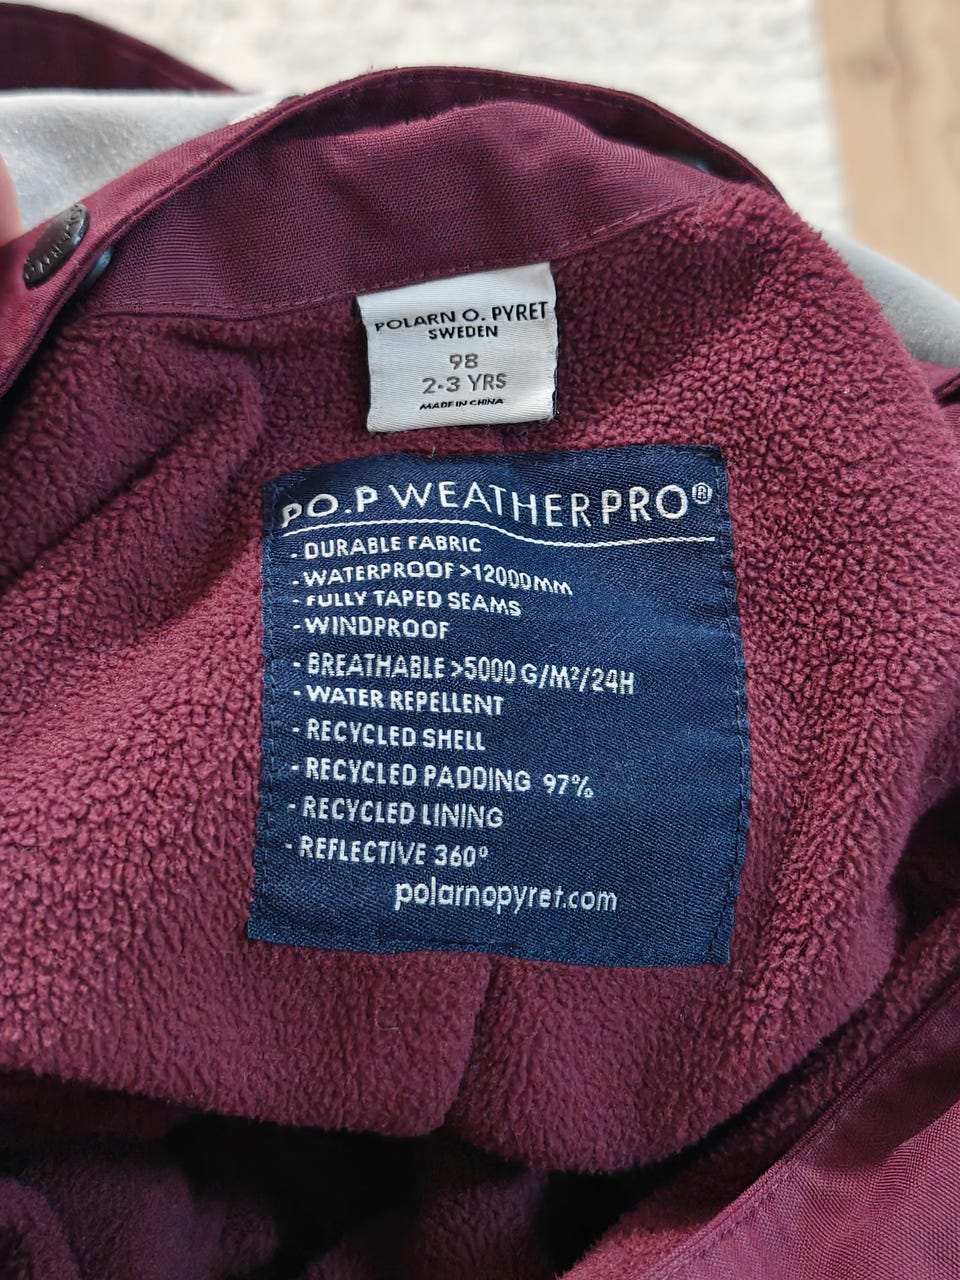 POLARN O. PYRET
SWEDEN
98
2-3 YRS
MADE IN CHINA
PO.P WEATHERPRO®
- DURABLE FABRIC
- WATERPROOF >12000MM
- FULLY TAPED SEAMS
- WINDPROOF
- BREATHABLE >5000 G/M²/24H
- WATER REPELLENT
- RECYCLED SHELL
- RECYCLED PADDING 97%
- RECYCLED LINING
- REFLECTIVE 360°
polarnopyret.com